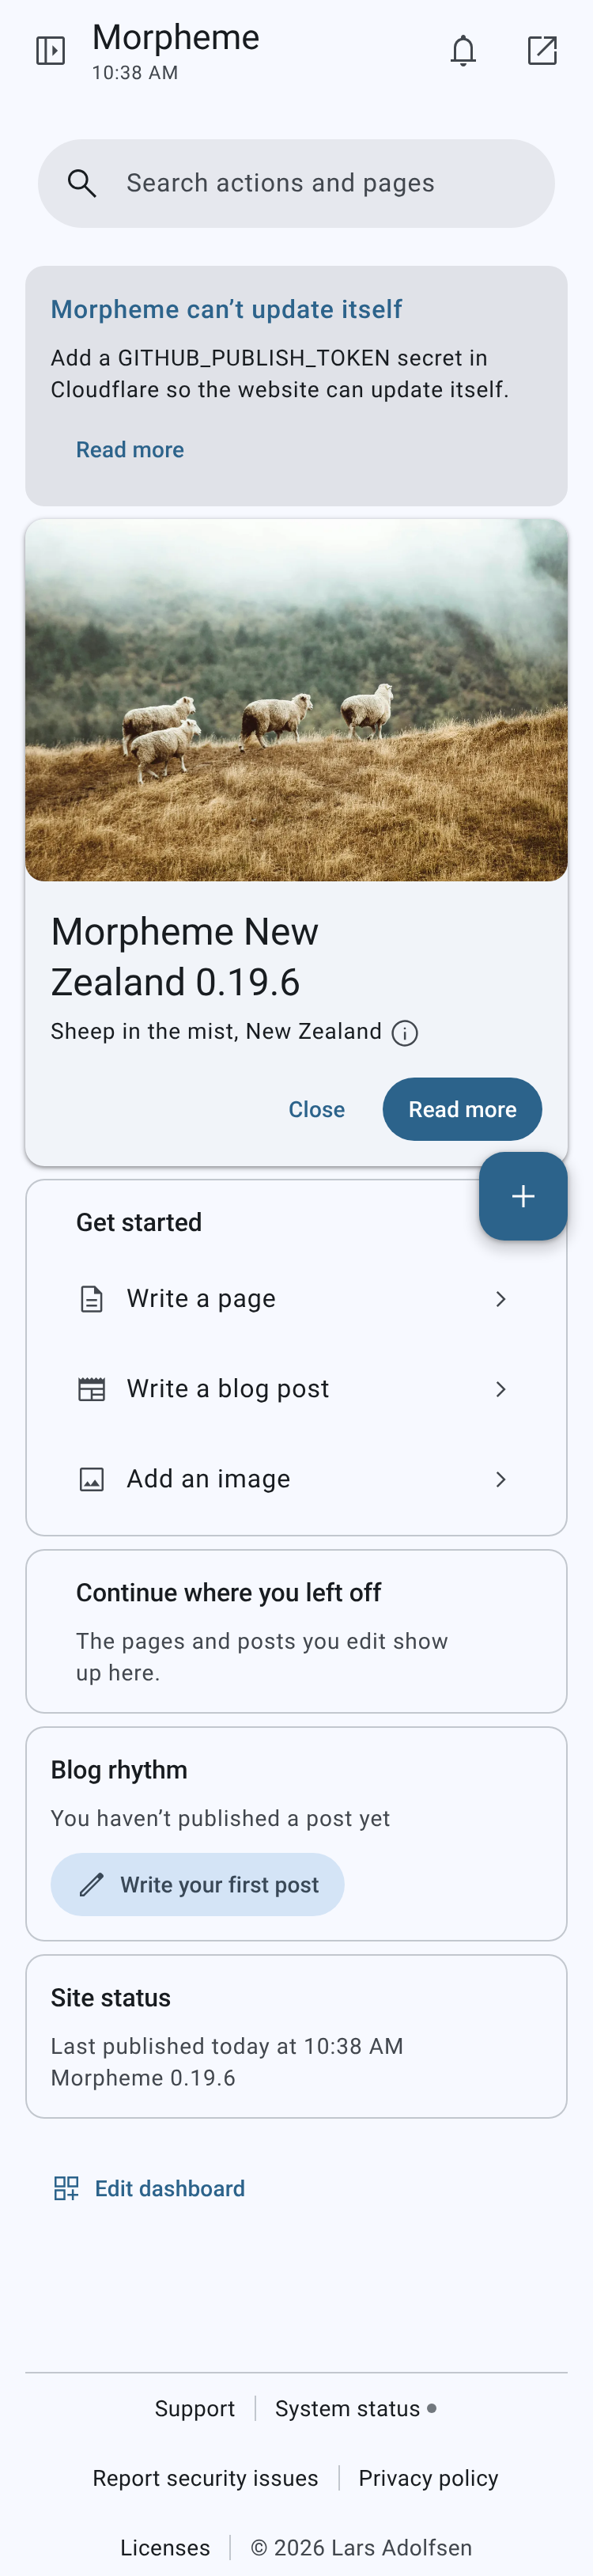 Morpheme
10:38 AM
Search actions and pages
Morpheme can’t update itself
Add a GITHUB_PUBLISH_TOKEN secret in
Cloudflare so the website can update itself.
Read more
Morpheme New
Zealand 0.19.6
Sheep in the mist, New Zealand
Close
Read more
Get started
Write a page
Write a blog post
Add an image
Continue where you left off
The pages and posts you edit show
up here.
Blog rhythm
You haven’t published a post yet
Write your first post
Site status
Last published today at 10:38 AM
Morpheme 0.19.6
Edit dashboard
Support
System status
Report security issues
Privacy policy
Licenses
© 2026 Lars Adolfsen